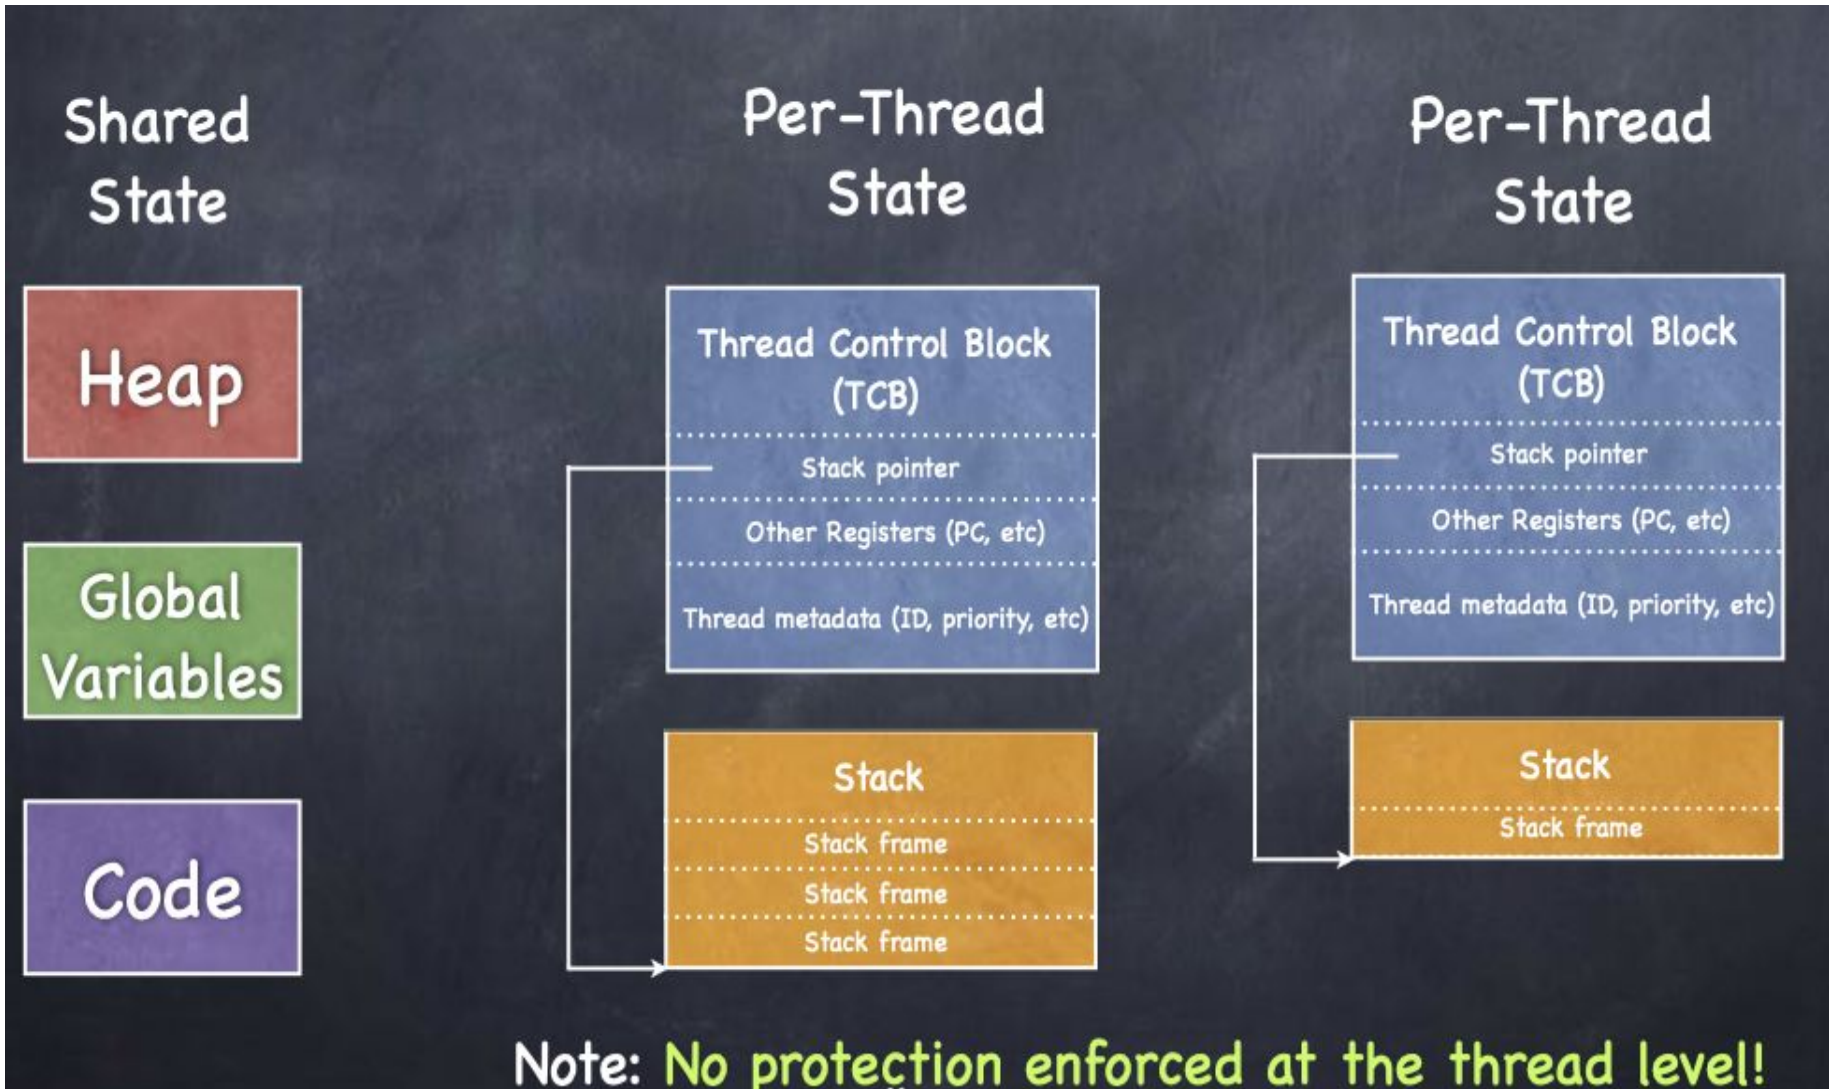 Shared
State
Heap
Global
Variables
Code
Per-Thread
State
Thread Control Block
(TCB)
Stack pointer
Other Registers (PC, etc)
Thread metadata (ID, priority, etc)
Stack
Stack frame
Stack frame
Stack frame
Per-Thread
State
Thread Control Block
(TCB)
Stack pointer
Other Registers (PC, etc)
Thread metadata (ID, priority, etc)
Stack
Stack frame
Note: No protection enforced at the thread level!